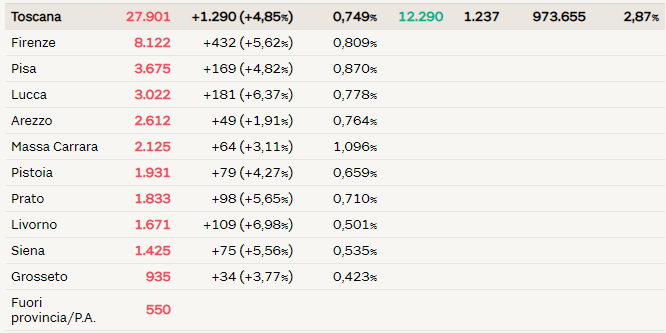 Toscana 27.901 +1.290 (+4,85%) 0,749% 12.290 1.237 973.655 2,87%
Firenze 8.122 +432 (+5,62%) 0,809%
Pisa 3.675 +169 (+4,82%) 0,870%
Lucca 3.022 +181 (+6,37%) 0,778%
Arezzo 2.612 +49 (+1,91%) 0,764%
Massa Carrara 2.125 +64 (+3,11%) 1,096%
Pistoia 1.931 +79 (+4,27%) 0,659%
Prato 1.833 +98 (+5,65%) 0,710%
Livorno 1.671 +109 (+6,98%) 0,501%
Siena 1.425 +75 (+5,56%) 0,535%
Grosseto 935 +34 (+3,77%) 0,423%
Fuori
provincia/P.A. 550